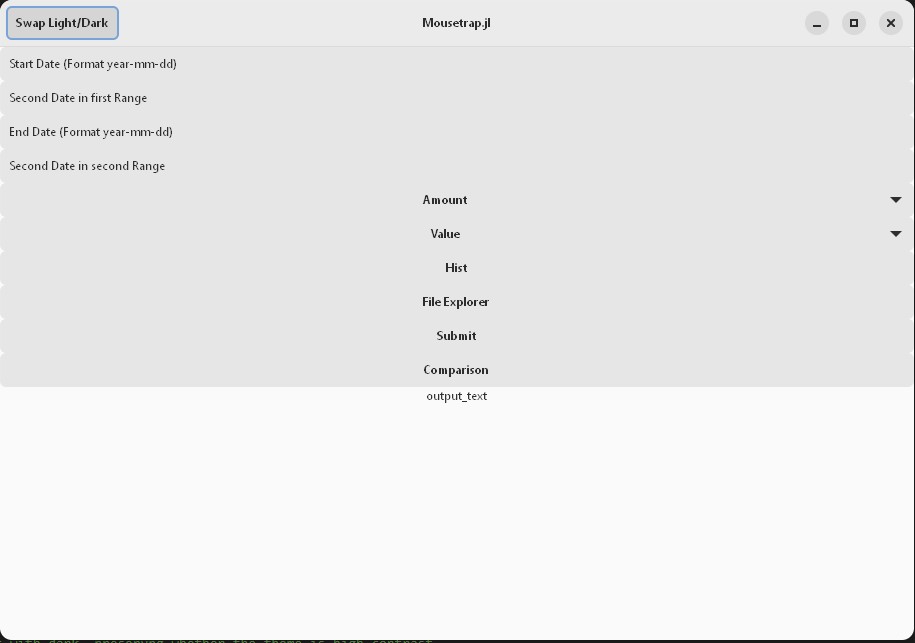 Swap Light/Dark
Mousetrap.jl
Start Date (Format year-mm-dd)
Second Date in first Range
End Date (Format year-mm-dd)
Second Date in second Range
Amount
Value
Hist
File Explorer
Submit
Comparison
output_text